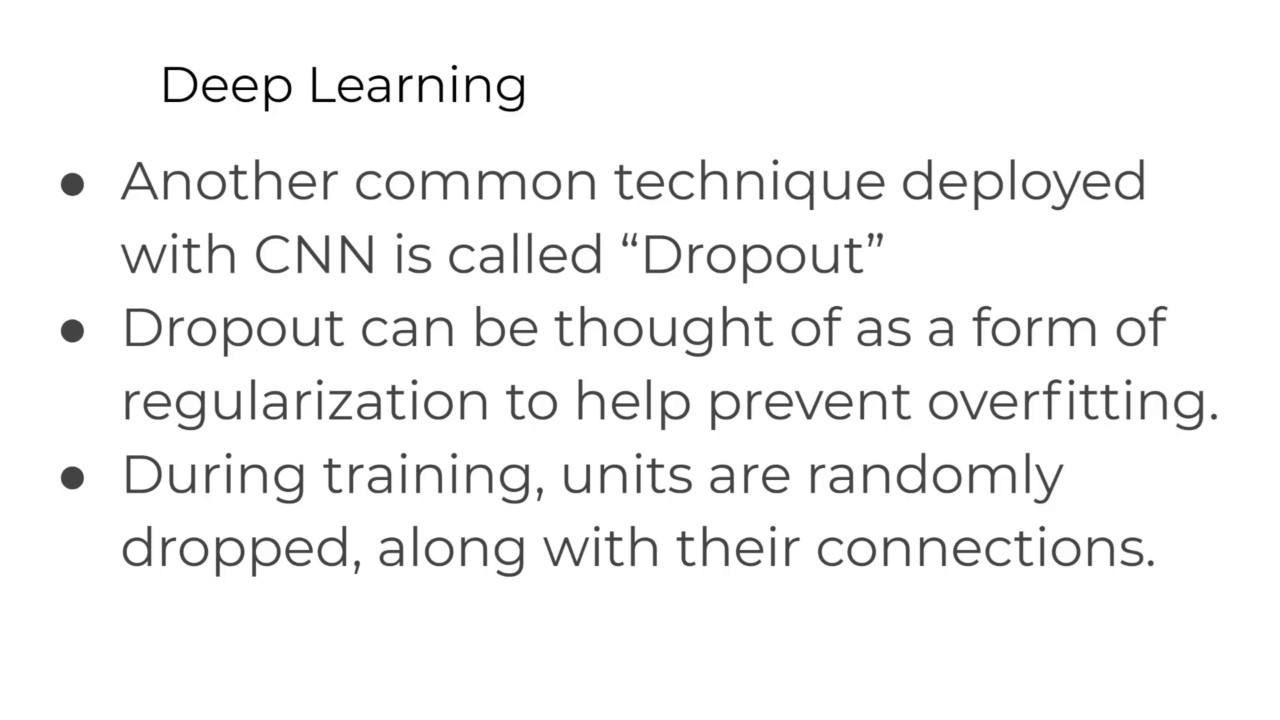 Deep Learning
● Another common technique deployed
with CNN is called “Dropout”
● Dropout can be thought of as a form of
regularization to help prevent overfitting.
● During training, units are randomly
dropped, along with their connections.